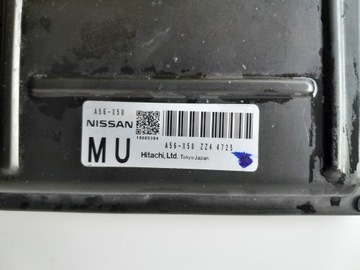 A56-X50
NISSAN
MU
A56-X50 ZZ4 4725
Hitachi, Ltd. Tokyo Japan